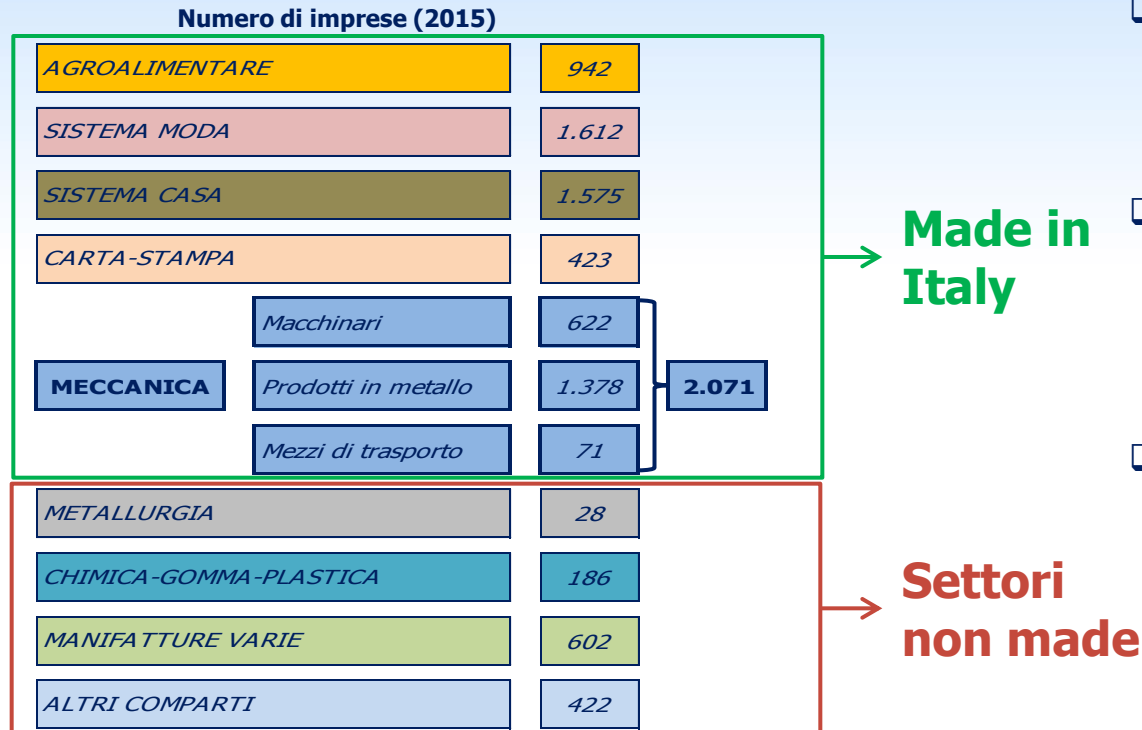 Numero di imprese (2015)
AGROALIMENTARE 942
SISTEMA MODA 1.612
SISTEMA CASA 1.575
CARTA-STAMPA 423
Macchinari 622
MECCANICA Prodotti in metallo 1.378 2.071
Mezzi di trasporto 71
Made in
Italy
METALLURGIA 28
CHIMICA-GOMMA-PLASTICA 186
MANIFATTURE VARIE 602
ALTRI COMPARTI 422
Settori
non made